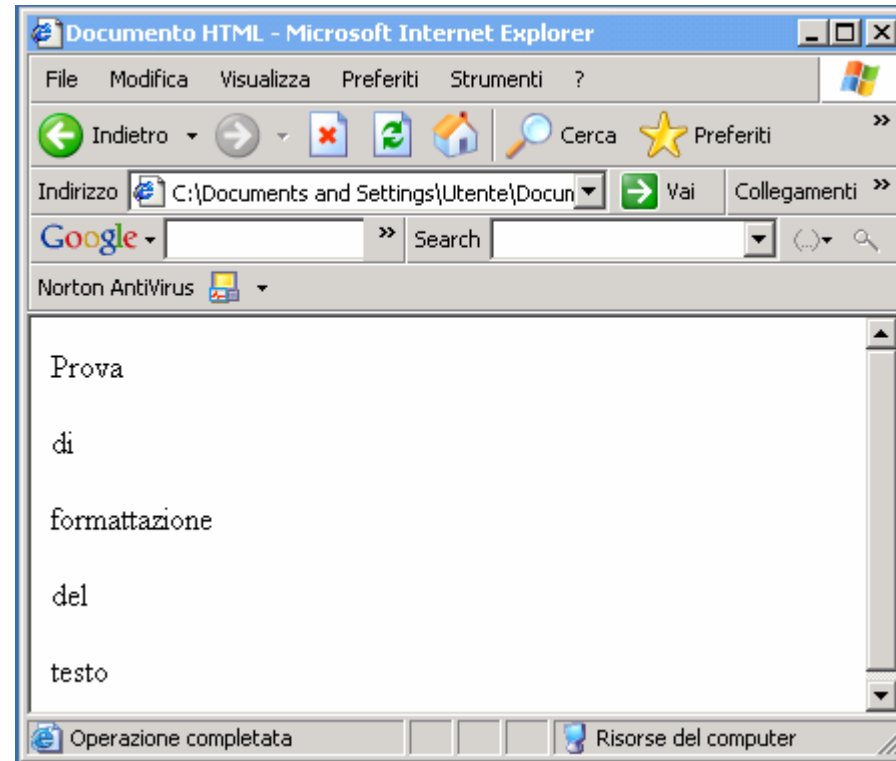 Documento HTML - Microsoft Internet Explorer
File Modifica Visualizza Preferiti Strumenti ?
Indietro Cerca Preferiti »
Indirizzo C:\Documents and Settings\Utente\Docun Vai Collegamenti »
Google » Search (...)
Norton AntiVirus
Prova
di
formattazione
del
testo
Operazione completata Risorse del computer